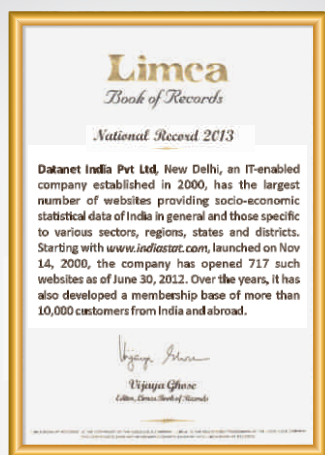 Limca
Book of Records
National Record 2013
Datanet India Pvt Ltd, New Delhi, an IT-enabled
company established in 2000, has the largest
number of websites providing socio-economic
statistical data of India in general and those specific
to various sectors, regions, states and districts.
Starting with www.indiastat.com, launched on Nov
14, 2000, the company has opened 717 such
websites as of June 30, 2012. Over the years, it has
also developed a membership base of more than
10,000 customers from India and abroad.
Vijaya Ghose
Vijaya Ghose
Editor, Limca Book of Records